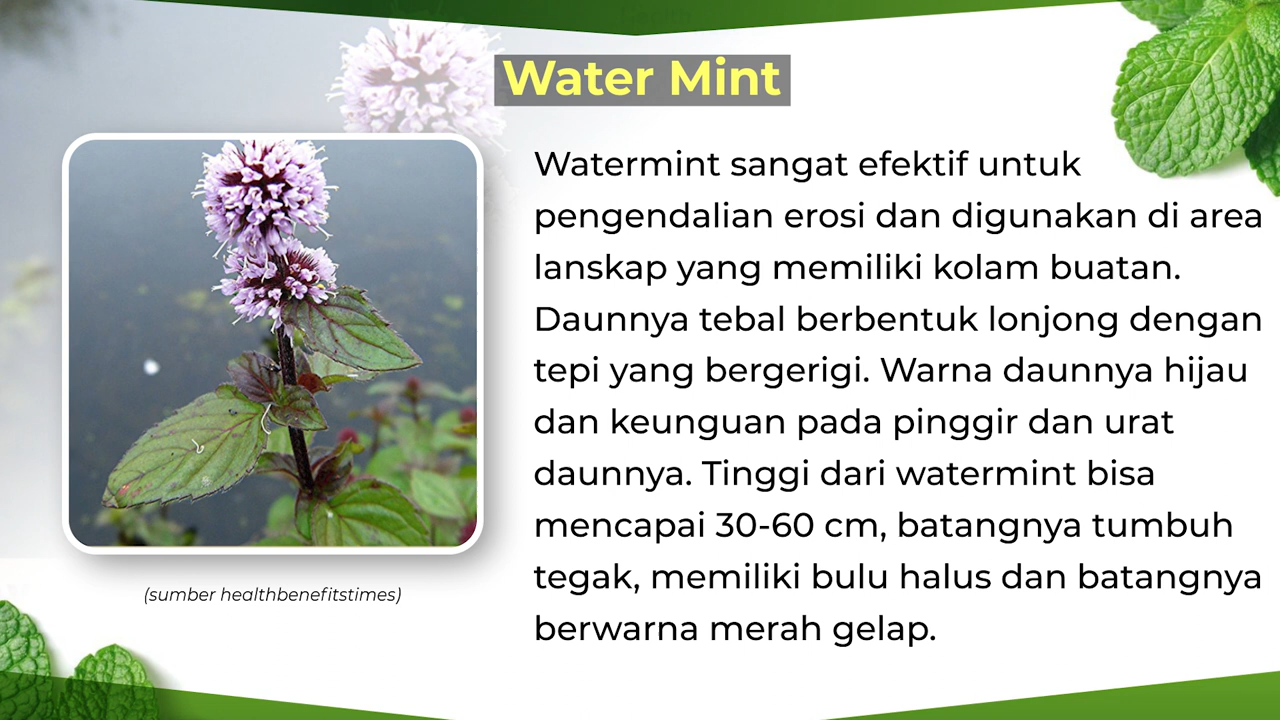 Water Mint
Watermint sangat efektif untuk
pengendalian erosi dan digunakan di area
lanskap yang memiliki kolam buatan.
Daunnya tebal berbentuk lonjong dengan
tepi yang bergerigi. Warna daunnya hijau
dan keunguan pada pinggir dan urat
daunnya. Tinggi dari watermint bisa
mencapai 30-60 cm, batangnya tumbuh
tegak, memiliki bulu halus dan batangnya
berwarna merah gelap.
(sumber healthbenefitstimes)